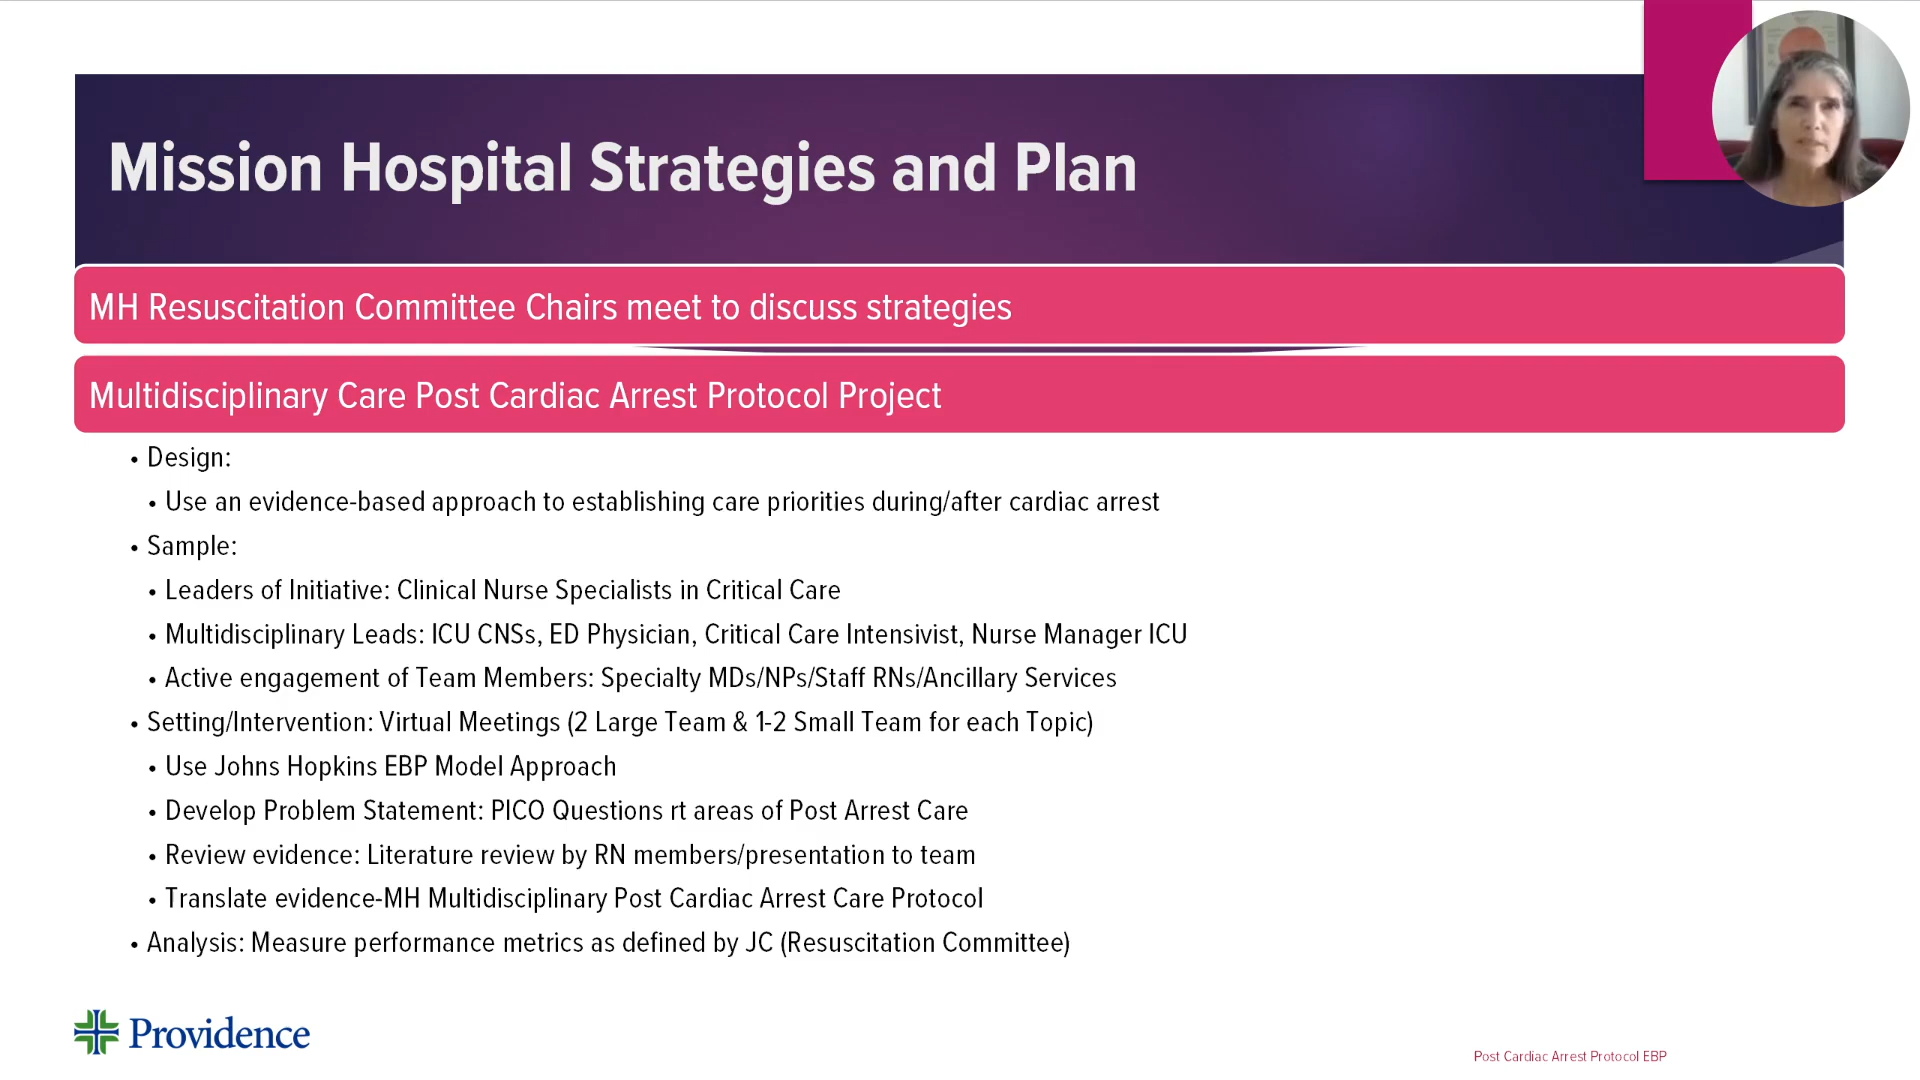 Mission Hospital Strategies and Plan
MH Resuscitation Committee Chairs meet to discuss strategies
Multidisciplinary Care Post Cardiac Arrest Protocol Project
• Design:
• Use an evidence-based approach to establishing care priorities during/after cardiac arrest
• Sample:
• Leaders of Initiative: Clinical Nurse Specialists in Critical Care
• Multidisciplinary Leads: ICU CNSs, ED Physician, Critical Care Intensivist, Nurse Manager ICU
• Active engagement of Team Members: Specialty MDs/NPs/Staff RNs/Ancillary Services
• Setting/Intervention: Virtual Meetings (2 Large Team & 1-2 Small Team for each Topic)
• Use Johns Hopkins EBP Model Approach
• Develop Problem Statement: PICO Questions rt areas of Post Arrest Care
• Review evidence: Literature review by RN members/presentation to team
• Translate evidence-MH Multidisciplinary Post Cardiac Arrest Care Protocol
• Analysis: Measure performance metrics as defined by JC (Resuscitation Committee)
Providence
Post Cardiac Arrest Protocol EBP